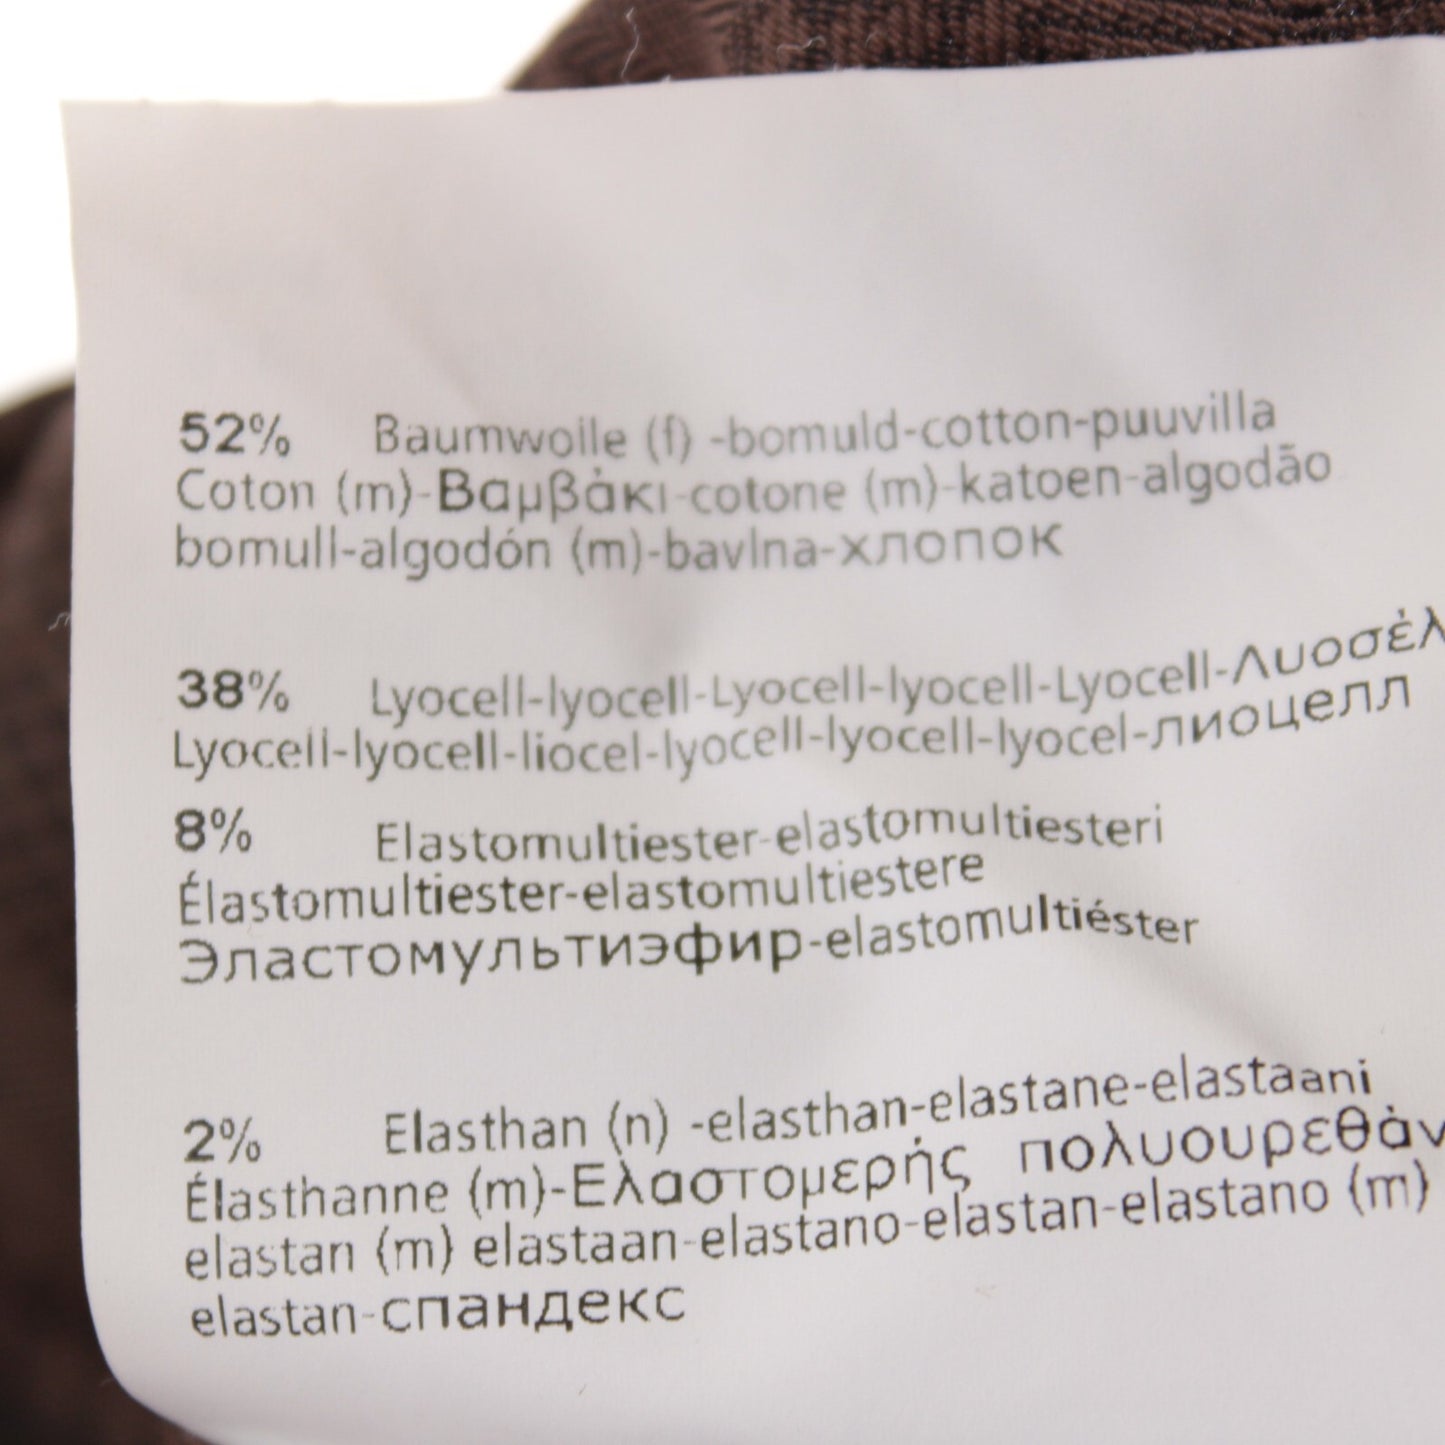 52% Baumwolle (f) -bomuld-cotton-puuvilla
Coton (m)-Βαμβάκι-cotone (m)-katoen-algodão
bomull-algodón (m)-bavlna-хлопок
38% Lyocell-lyocell-Lyocell-lyocell-Lyocell-Λυοσέλ
Lyocell-lyocell-liocel-lyocell-lyocell-lyocel-лиоцелл
8% Elastomultiester-elastomultiesteri
Élastomultiester-elastomultiestere
Эластомультиэфир-elastomultiéster
2% Elasthan (n) -elasthan-elastane-elastaani
Élasthanne (m)-Ελαστομερής πολυουρεθάν
elastan (m) elastaan-elastano-elastan-elastano (m)
elastan-спандекс